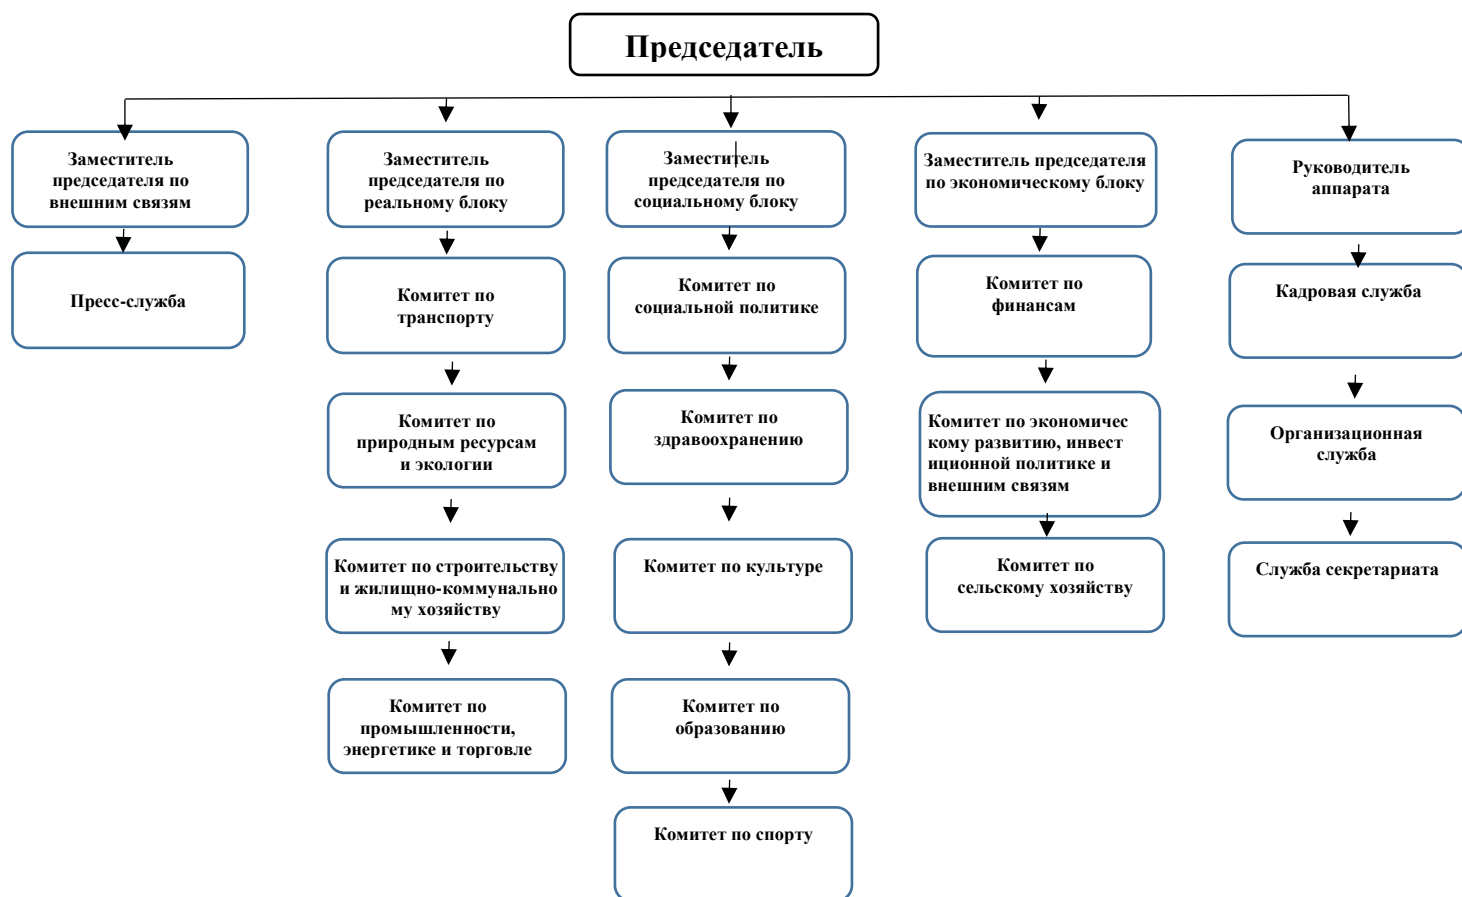 Председатель
Заместитель
председателя по
внешним связям
Заместитель
председателя по
реальному блоку
Заместитель
председателя по
социальному блоку
Заместитель председателя
по экономическому блоку
Руководитель
аппарата
Пресс-служба
Комитет по
транспорту
Комитет по
социальной политике
Комитет по
финансам
Кадровая служба
Комитет по
природным ресурсам
и экологии
Комитет по
здравоохранению
Комитет по экономичес
кому развитию, инвест
иционной политике и
внешним связям
Организационная
служба
Комитет по строительству
и жилищно-коммунально
му хозяйству
Комитет по культуре
Комитет по
сельскому хозяйству
Служба секретариата
Комитет по
промышленности,
энергетике и торговле
Комитет по
образованию
Комитет по спорту